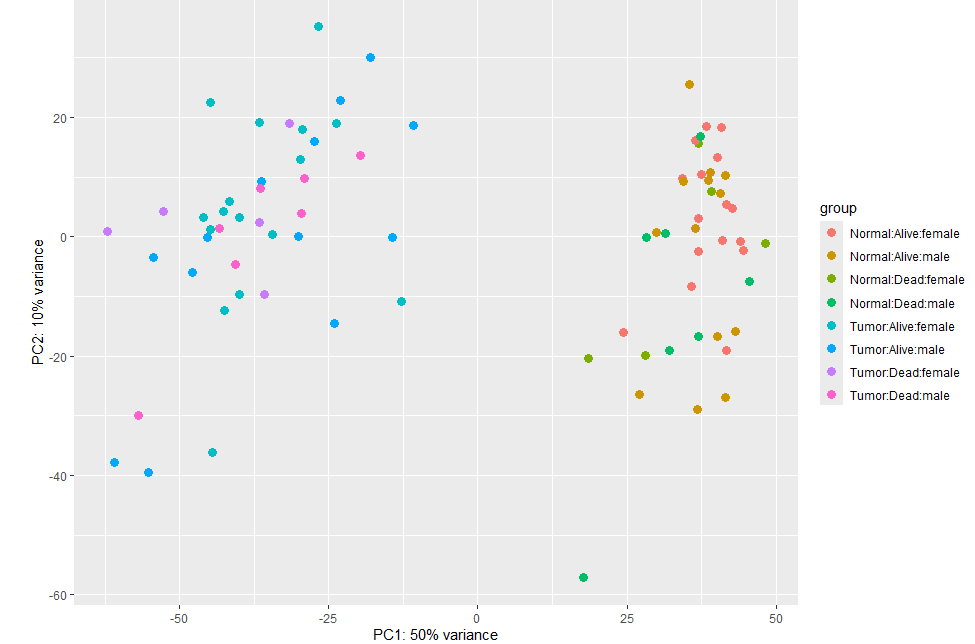 20
0
-20
-40
-60
PC2: 10% variance
-50
-25
0
25
50
PC1: 50% variance
group
Normal:Alive:female
Normal:Alive:male
Normal:Dead:female
Normal:Dead:male
Tumor:Alive:female
Tumor:Alive:male
Tumor:Dead:female
Tumor:Dead:male